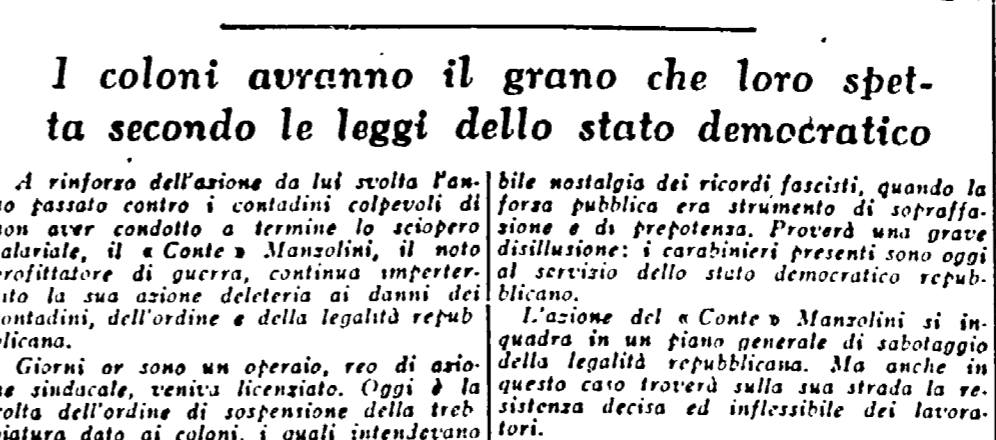 I coloni avranno il grano che loro spet-
ta secondo le leggi dello stato democratico
A rinforzo dell'azione da lui svolta l'an-
no passato contro i contadini colpevoli di
non aver condotto a termine lo sciopero
salariale, il « Conte » Manzolini, il noto
profittatore di guerra, continua imperter-
rito la sua azione deleteria ai danni dei
contadini, dell'ordine e della legalità repub
blicana.
Giorni or sono un operaio, reo di azio-
ne sindacale, veniva licenziato. Oggi è la
volta dell'ordine di sospensione della treb
biatura dato ai coloni, i quali intendevano
bile nostalgia dei ricordi fascisti, quando la
forza pubblica era strumento di sopraffa-
zione e di prepotenza. Proverà una grave
disillusione: i carabinieri presenti sono oggi
al servizio dello stato democratico repub-
blicano.
L'azione del « Conte » Manzolini si in-
quadra in un piano generale di sabotaggio
della legalità repubblicana. Ma anche in
questo caso troverà sulla sua strada la re-
sistenza decisa ed inflessibile dei lavora-
tori.